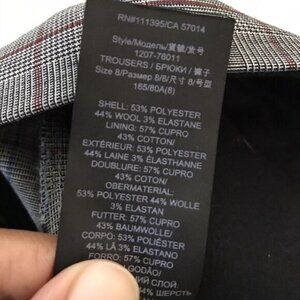 RN#111395/CA 57014
Style/Модель/貨號/货号
1207-76011
TROUSERS / БРЮКИ / 褲子
Size 8/Размер 8/8/尺寸 8/号型
165/80A(8)
SHELL: 53% POLYESTER
44% WOOL 3% ELASTANE
LINING: 57% CUPRO
43% COTTON/
EXTÉRIEUR: 53% POLYESTER
44% LAINE 3% ÉLASTHANNE
DOUBLURE: 57% CUPRO
43% COTON/
OBERMATERIAL:
53% POLYESTER 44% WOLLE
3% ELASTAN
FUTTER: 57% CUPRO
43% BAUMWOLLE/
CORPO: 53% POLIÉSTER
44% LÃ 3% ELASTANO
FORRO: 57% CUPRO